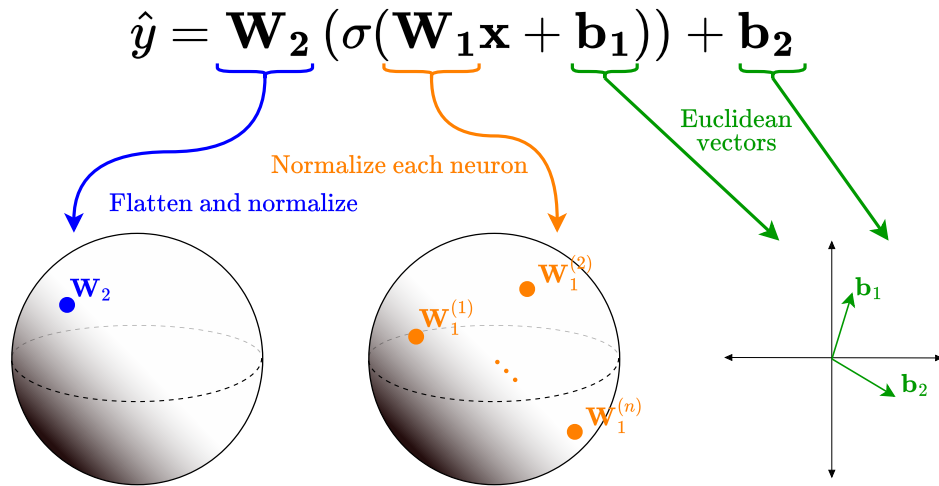 ŷ = W₂ (σ(W₁x + b₁)) + b₂
Euclidean
vectors
Normalize each neuron
Flatten and normalize
W₂
W₁⁽²⁾
W₁⁽¹⁾
W₁⁽ⁿ⁾
b₁
b₂